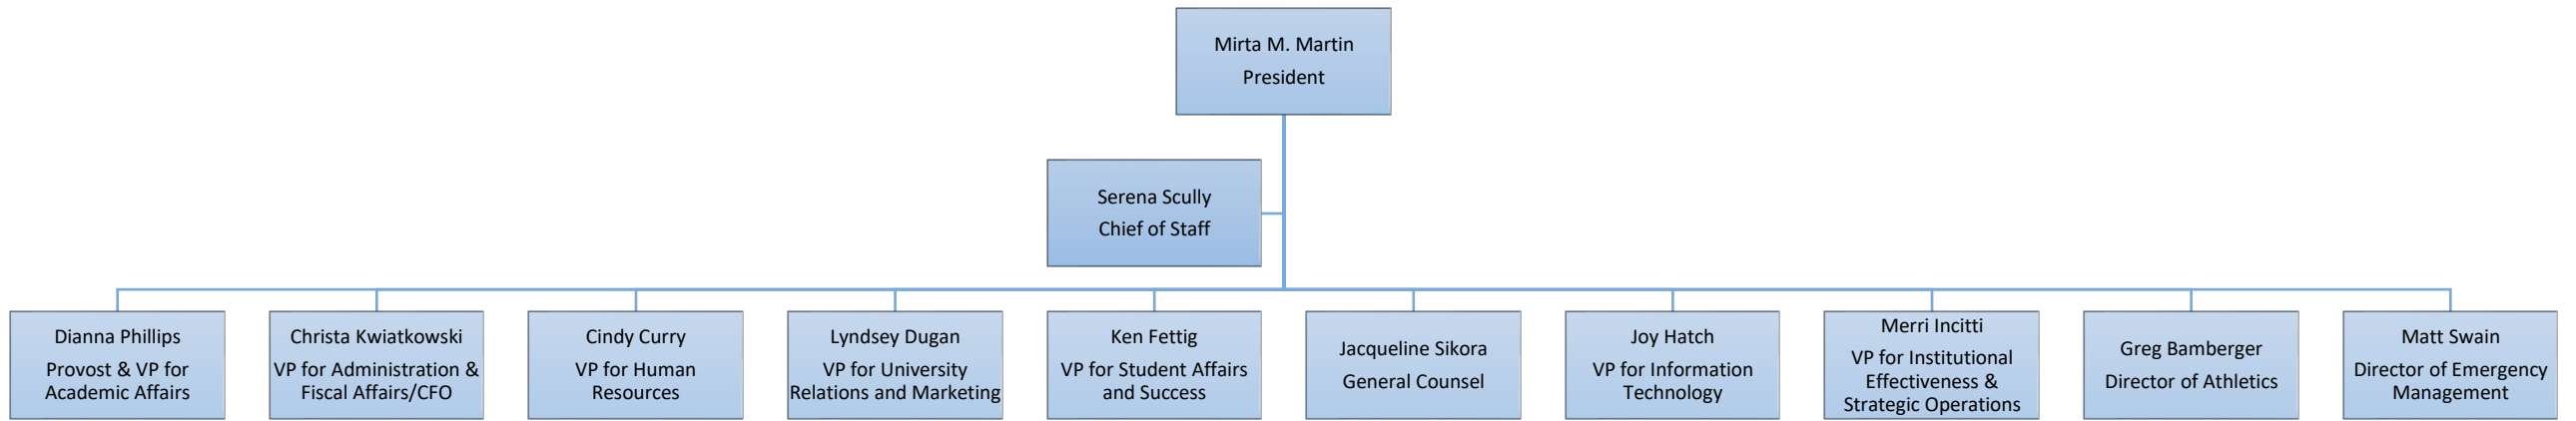 Mirta M. Martin
President
Serena Scully
Chief of Staff
Dianna Phillips
Provost & VP for
Academic Affairs
Christa Kwiatkowski
VP for Administration &
Fiscal Affairs/CFO
Cindy Curry
VP for Human
Resources
Lyndsey Dugan
VP for University
Relations and Marketing
Ken Fettig
VP for Student Affairs
and Success
Jacqueline Sikora
General Counsel
Joy Hatch
VP for Information
Technology
Merri Incitti
VP for Institutional
Effectiveness &
Strategic Operations
Greg Bamberger
Director of Athletics
Matt Swain
Director of Emergency
Management